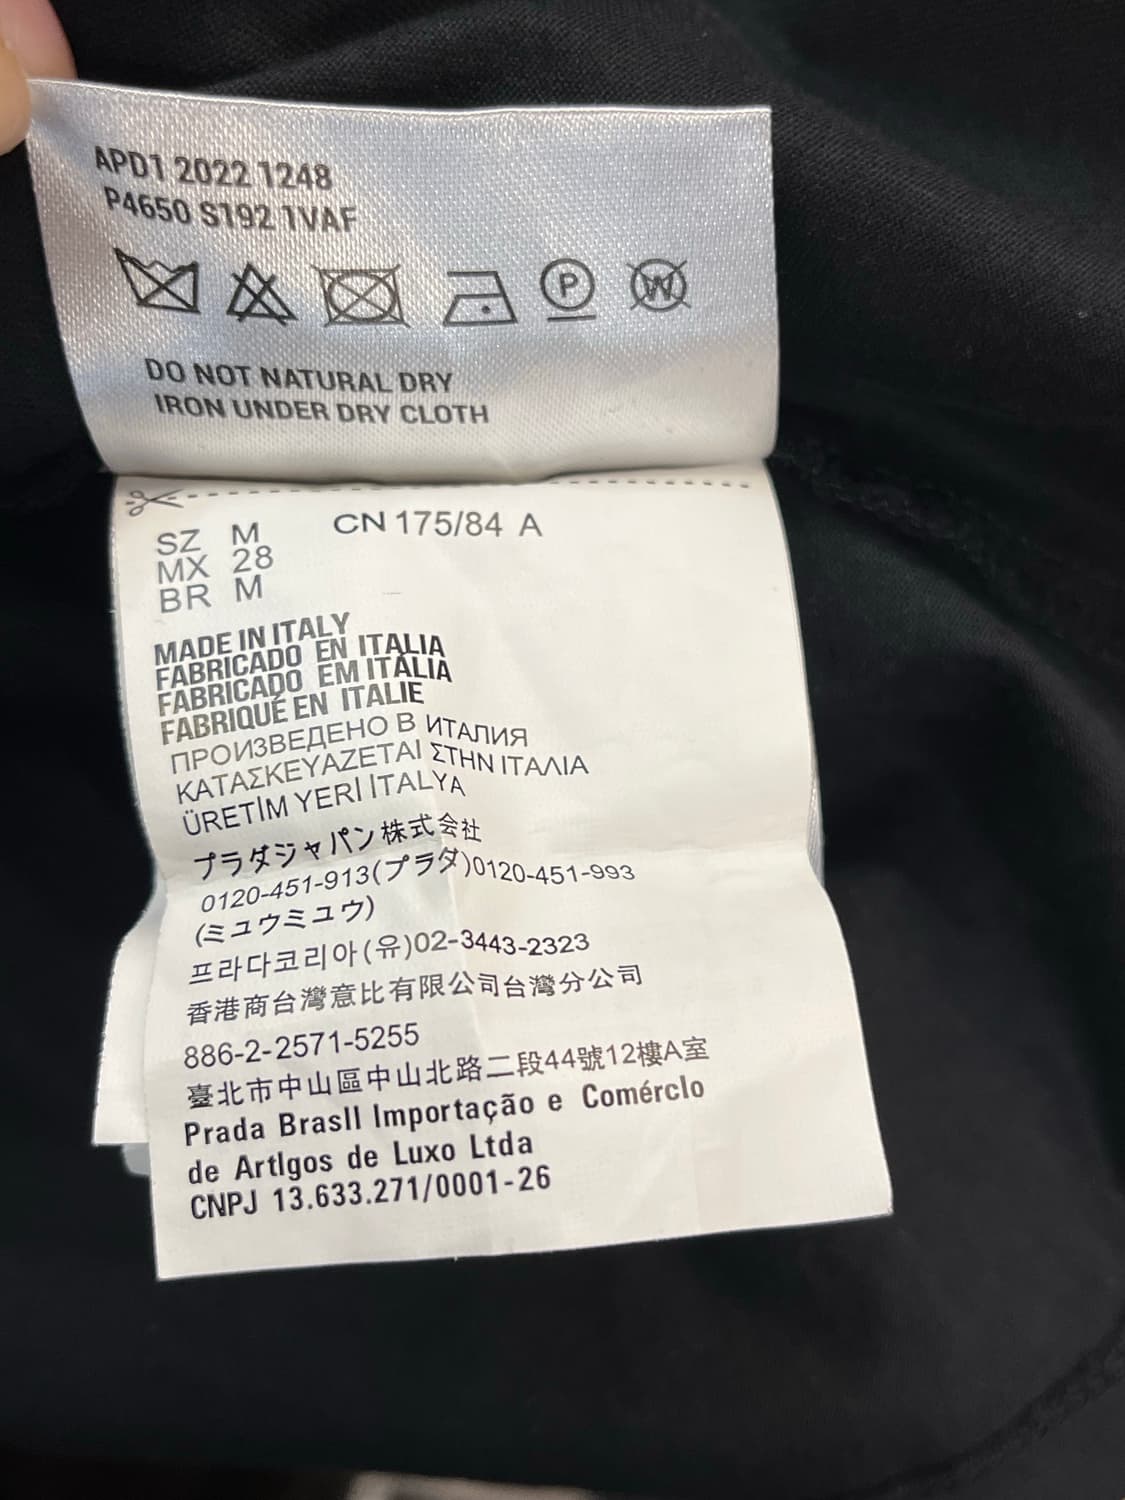 APD1 2022 1248
P4650 S192 1VAF
P W
DO NOT NATURAL DRY
IRON UNDER DRY CLOTH
SZ M CN 175/84 A
MX 28
BR M
MADE IN ITALY
FABRICADO EN ITALIA
FABRICADO EM ITÁLIA
FABRIQUÉ EN ITALIE
ПРОИЗВЕДЕНО В ИТАЛИЯ
ΚΑΤΑΣΚΕΥΑΖΕΤΑΙ ΣΤΗΝ ΙΤΑΛΙΑ
ÜRETİM YERİ İTALYA
プラダジャパン株式会社
0120-451-913(プラダ)0120-451-993
(ミュウミュウ)
프라다코리아(유)02-3443-2323
香港商台灣意比有限公司台灣分公司
886-2-2571-5255
臺北市中山區中山北路二段44號12樓A室
Prada BrasIl Importação e ComércIo
de ArtIgos de Luxo Ltda
CNPJ 13.633.271/0001-26